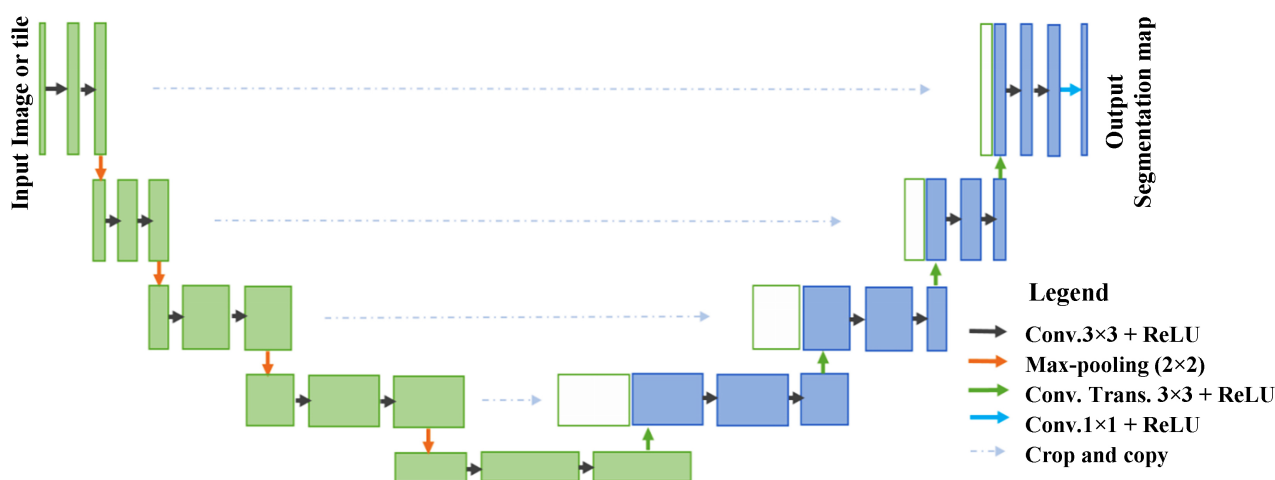 Input Image or tile
Output
Segmentation map
Legend
Conv.3×3 + ReLU
Max-pooling (2×2)
Conv. Trans. 3×3 + ReLU
Conv.1×1 + ReLU
Crop and copy